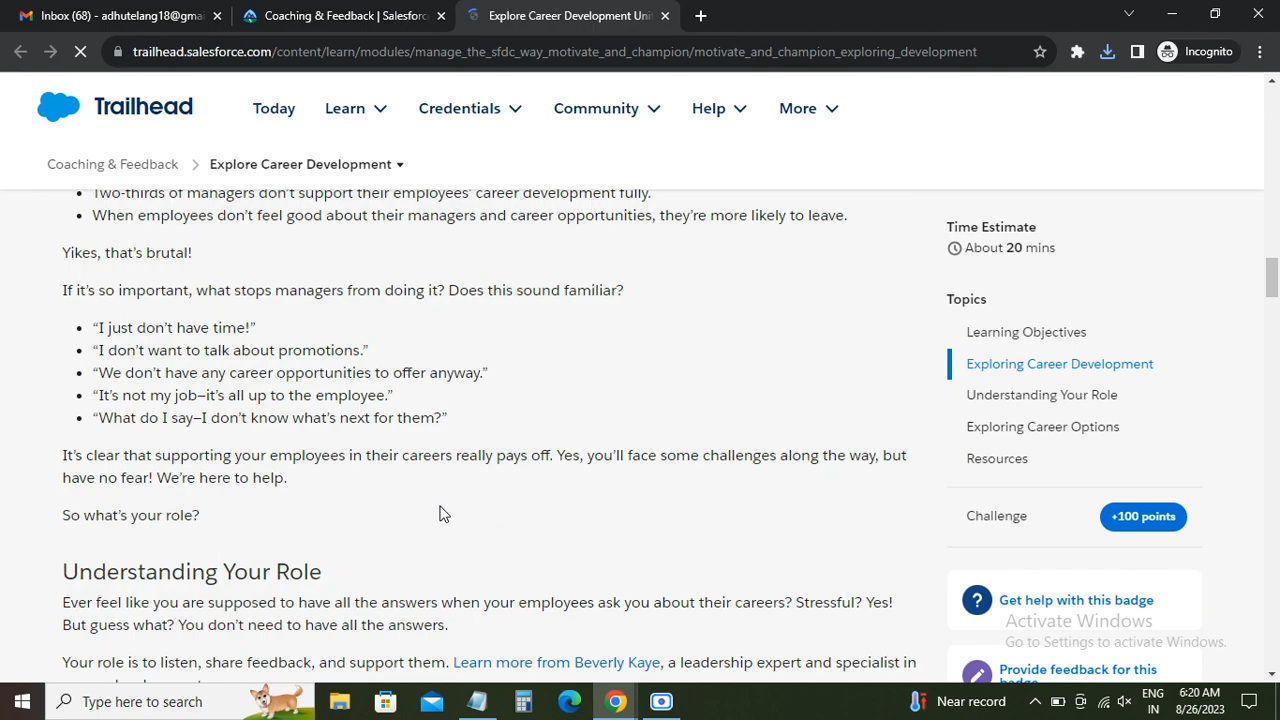 Inbox (68) - adhutelang18@gma
Coaching & Feedback | Salesforc
Explore Career Development Uni
trailhead.salesforce.com/content/learn/modules/manage_the_sfdc_way_motivate_and_champion/motivate_and_champion_exploring_development
Incognito
Trailhead
Today
Learn
Credentials
Community
Help
More
Coaching & Feedback
Explore Career Development
• Two-thirds of managers don't support their employees' career development fully.
• When employees don't feel good about their managers and career opportunities, they're more likely to leave.
Yikes, that's brutal!
If it's so important, what stops managers from doing it? Does this sound familiar?
• “I just don't have time!”
• “I don't want to talk about promotions.”
• “We don't have any career opportunities to offer anyway.”
• “It's not my job—it's all up to the employee.”
• “What do I say—I don't know what's next for them?”
It's clear that supporting your employees in their careers really pays off. Yes, you'll face some challenges along the way, but
have no fear! We're here to help.
So what's your role?
Understanding Your Role
Ever feel like you are supposed to have all the answers when your employees ask you about their careers? Stressful? Yes!
But guess what? You don't need to have all the answers.
Your role is to listen, share feedback, and support them. Learn more from Beverly Kaye, a leadership expert and specialist in
Time Estimate
About 20 mins
Topics
Learning Objectives
Exploring Career Development
Understanding Your Role
Exploring Career Options
Resources
Challenge
+100 points
Get help with this badge
Activate Windows
Go to Settings to activate Windows.
Provide feedback for this
badge
Type here to search
Near record
ENG
IN
6:20 AM
8/26/2023